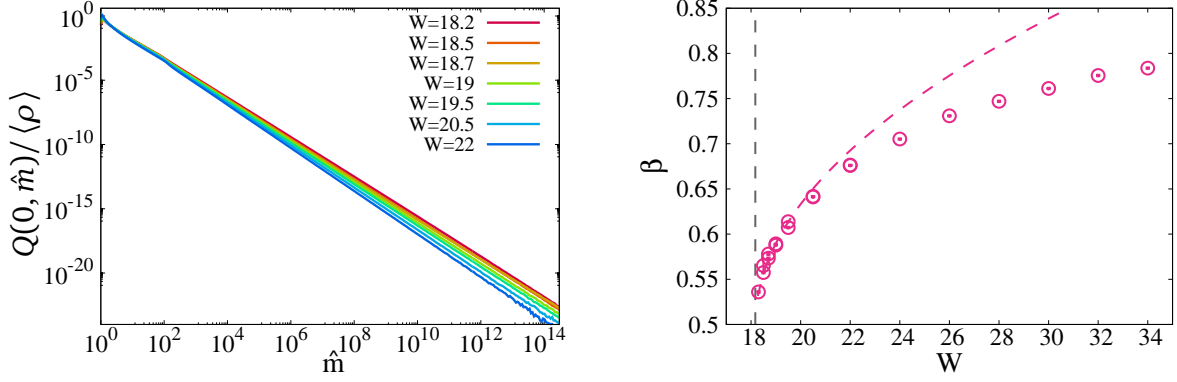 10^0
10^-5
10^-10
10^-15
10^-20
Q(0, m̂)/⟨ρ⟩
W=18.2
W=18.5
W=18.7
W=19
W=19.5
W=20.5
W=22
10^0 10^2 10^4 10^6 10^8 10^10 10^12 10^14
m̂
0.85
0.8
0.75
0.7
0.65
0.6
0.55
0.5
β
18 20 22 24 26 28 30 32 34
W